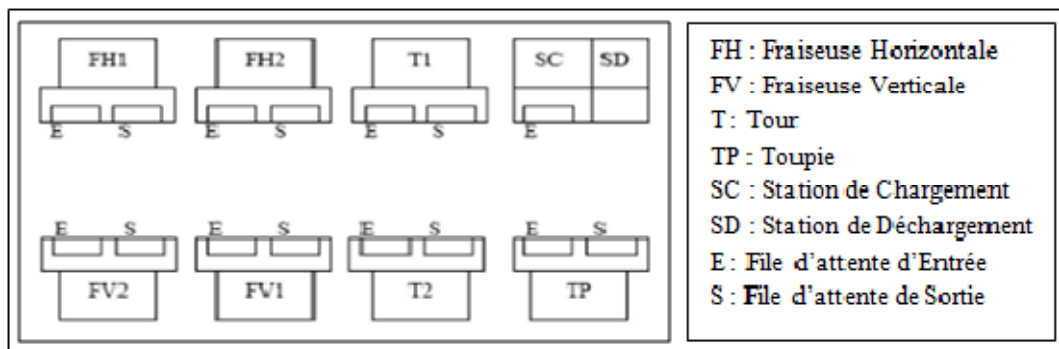 FH1 FH2 T1 SC SD
E S E S E S E
E S E S E S E S
FV2 FV1 T2 TP
FH : Fraiseuse Horizontale
FV : Fraiseuse Verticale
T : Tour
TP : Toupie
SC : Station de Chargement
SD : Station de Déchargement
E : File d'attente d'Entrée
S : File d'attente de Sortie